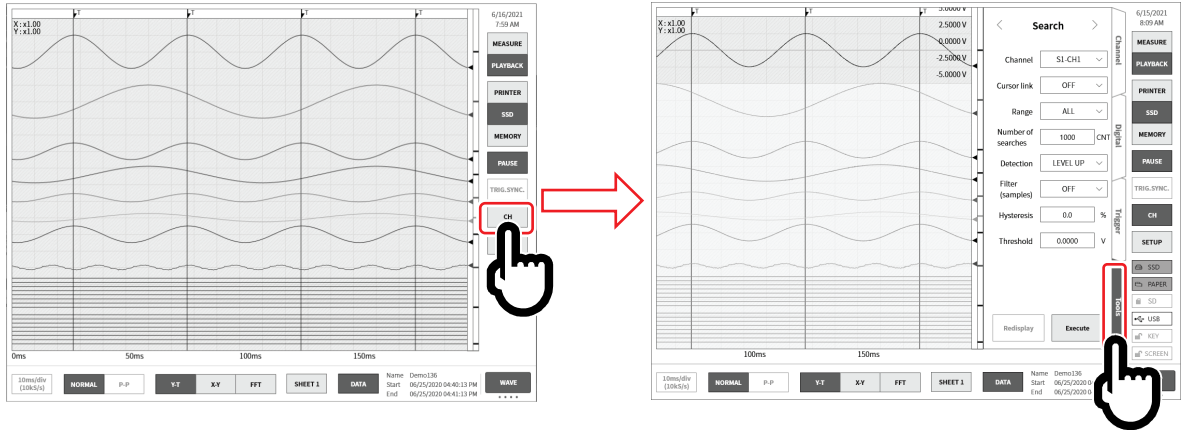 T
T
T
T
X : x1.00
Y : x1.00
6/16/2021
7:59 AM
MEASURE
PLAYBACK
PRINTER
SSD
MEMORY
PAUSE
TRIG.SYNC.
CH
0ms
50ms
100ms
150ms
10ms/div
(10kS/s)
NORMAL
P-P
Y-T
X-Y
FFT
SHEET 1
DATA
Name Demo136
Start 06/25/2020 04:40:13 PM
End 06/25/2020 04:41:13 PM
WAVE
T
T
T
X : x1.00
Y : x1.00
5.0000 V
2.5000 V
0.0000 V
-2.5000 V
-5.0000 V
< Search >
Channel S1-CH1
Cursor link OFF
Range ALL
Number of searches 1000 CNT
Detection LEVEL UP
Filter (samples) OFF
Hysteresis 0.0 %
Threshold 0.0000 V
Redisplay
Execute
Channel
Digital
Trigger
Tools
6/15/2021
8:09 AM
MEASURE
PLAYBACK
PRINTER
SSD
MEMORY
PAUSE
TRIG.SYNC.
CH
SETUP
SSD
PAPER
SD
USB
KEY
SCREEN
100ms
150ms
10ms/div
(10kS/s)
NORMAL
P-P
Y-T
X-Y
FFT
SHEET 1
DATA
Name Demo136
Start 06/25/2020
End 06/25/2020